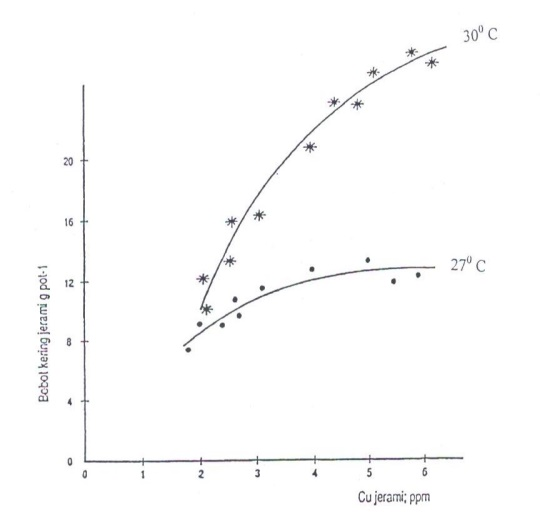 30⁰ C
20
16
27⁰ C
12
8
4
0
0 1 2 3 4 5 6
Bobot kering jerami g pot-1
Cu jerami; ppm